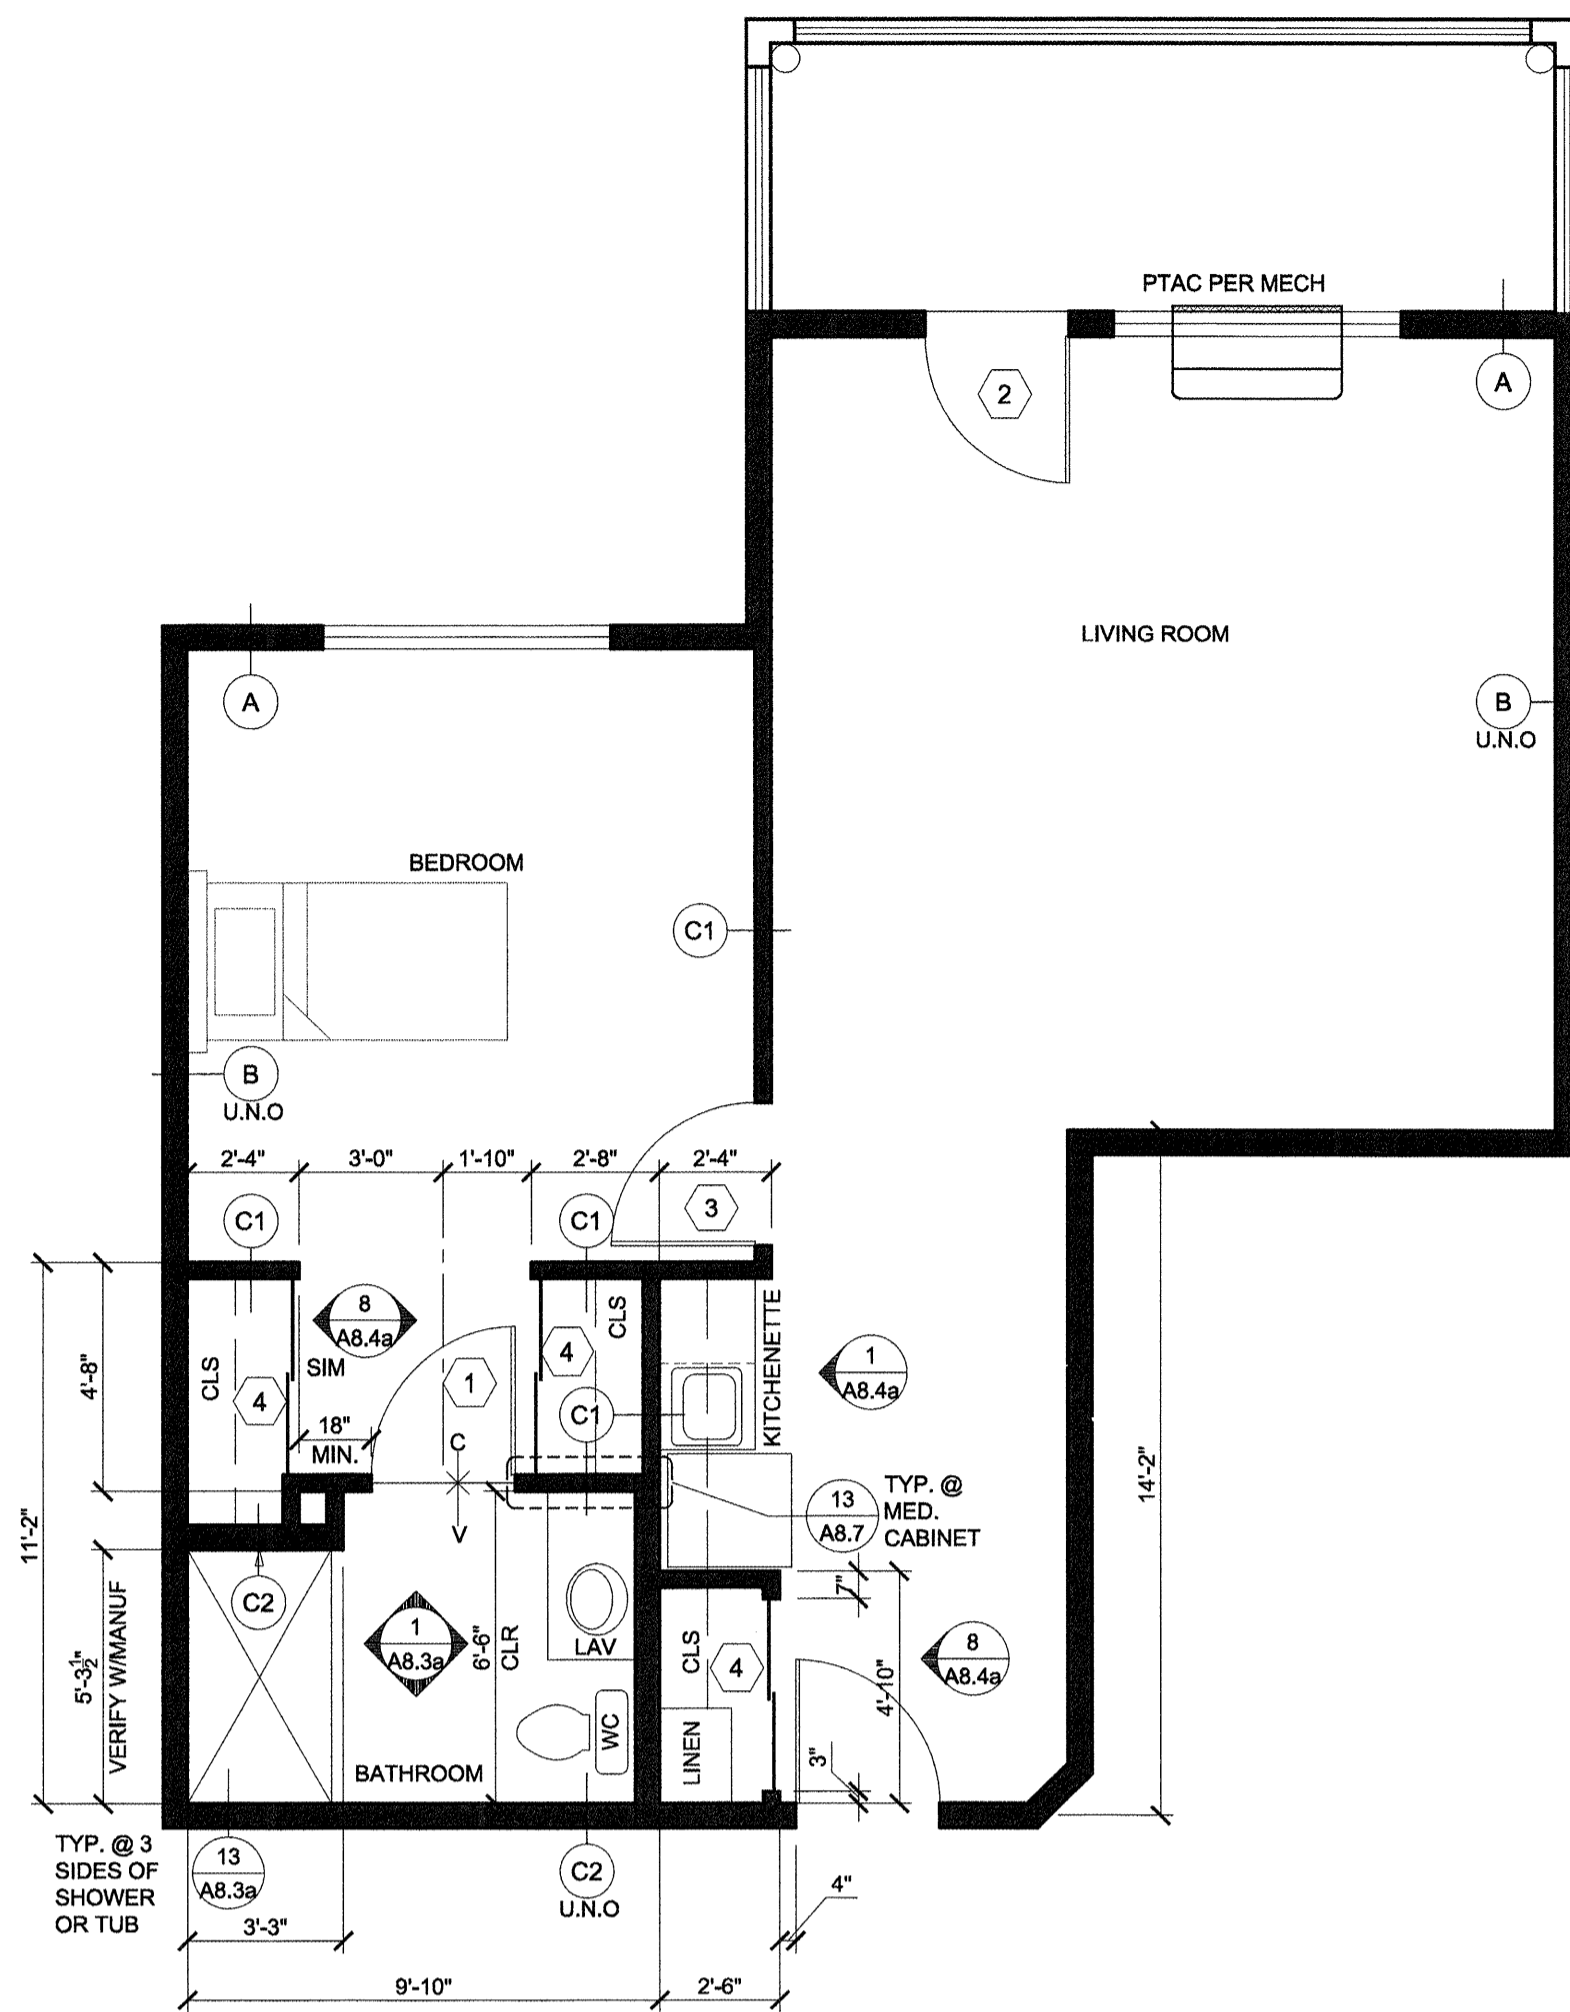 PTAC PER MECH
2
A
LIVING ROOM
A
B
U.N.O
BEDROOM
C1
B
U.N.O
2'-4"
3'-0"
1'-10"
2'-8"
2'-4"
C1
C1
3
8
A8.4a
SIM
CLS
4
1
4
CLS
C1
KITCHENETTE
1
A8.4a
18"
MIN.
C
V
4'-8"
11'-2"
14'-2"
13
A8.7
TYP. @
MED.
CABINET
7"
C2
5'-3½"
VERIFY W/MANUF
1
A8.3a
6'-6"
CLR
LAV
WC
BATHROOM
CLS
4
LINEN
8
A8.4a
4'-10"
3"
TYP. @ 3
SIDES OF
SHOWER
OR TUB
13
A8.3a
C2
U.N.O
4"
3'-3"
9'-10"
2'-6"